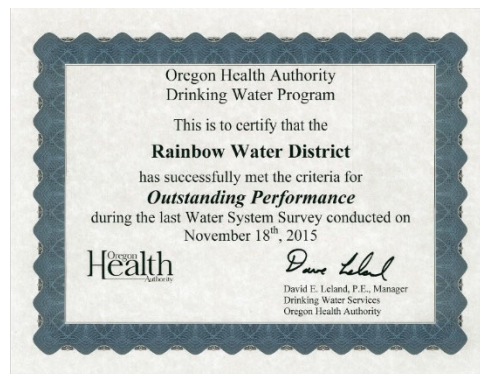 Oregon Health Authority
Drinking Water Program
This is to certify that the
Rainbow Water District
has successfully met the criteria for
Outstanding Performance
during the last Water System Survey conducted on
November 18th, 2015
Oregon
Health
Authority
Dave Leland
David E. Leland, P.E., Manager
Drinking Water Services
Oregon Health Authority